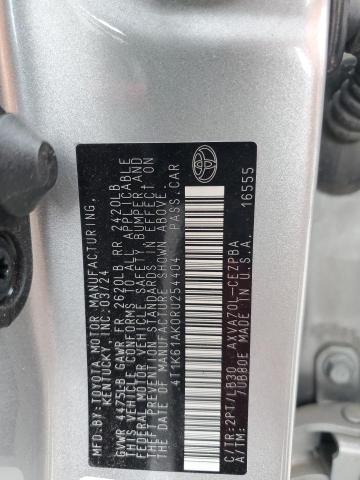 MFD. BY: TOYOTA MOTOR MANUFACTURING,
KENTUCKY, INC. 03/24
GVWR 4475LB GAWR FR 2620LB RR 2420LB
THIS VEHICLE CONFORMS TO ALL APPLICABLE
FEDERAL MOTOR VEHICLE SAFETY, BUMPER AND
THEFT PREVENTION STANDARDS IN EFFECT ON
THE DATE OF MANUFACTURE SHOWN ABOVE.
4T1K61AK0RU254404 PASS.CAR
C/TR:2PT/LB30 AXVA70L-CEZPBA
A/TM: 7UB80E MADE IN U.S.A. 16555